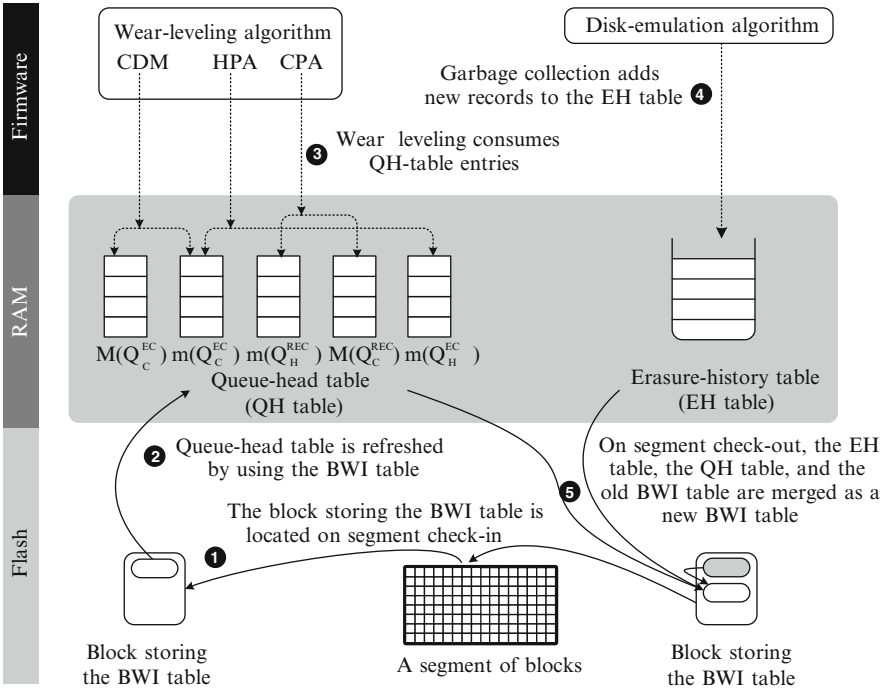 Firmware
Wear-leveling algorithm
CDM HPA CPA
Disk-emulation algorithm
Garbage collection adds
new records to the EH table 4
3 Wear leveling consumes
QH-table entries
RAM
M(Q_C^EC) m(Q_C^EC) m(Q_H^REC) M(Q_C^REC) m(Q_H^EC)
Queue-head table
(QH table)
Erasure-history table
(EH table)
Flash
2 Queue-head table is refreshed
by using the BWI table
On segment check-out, the EH
table, the QH table, and the
old BWI table are merged as a
new BWI table
5
The block storing the BWI table is
located on segment check-in
1
Block storing
the BWI table
A segment of blocks
Block storing
the BWI table